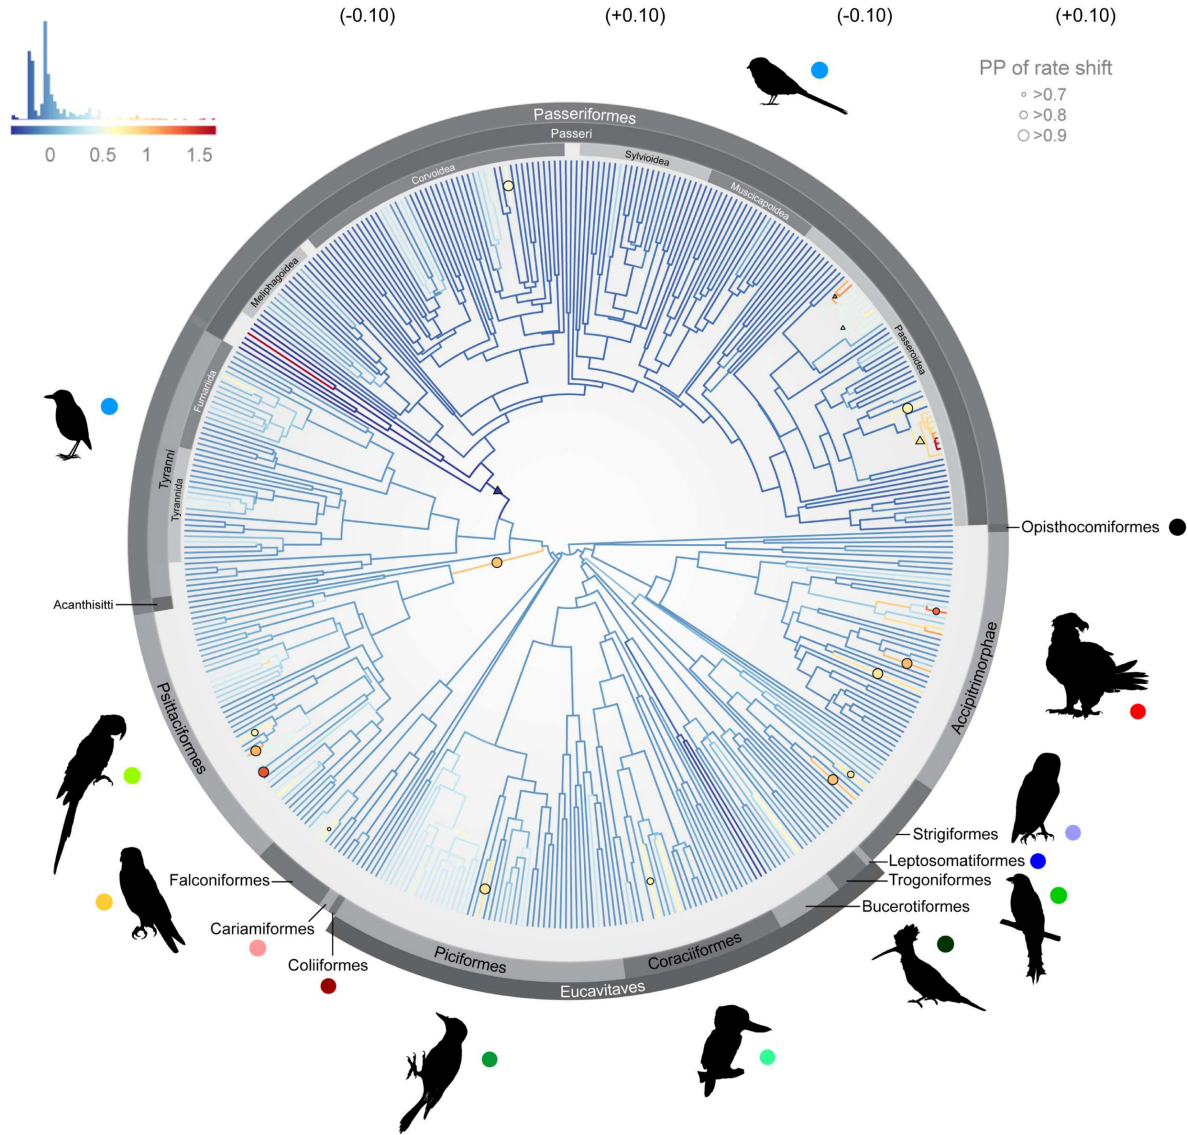 (-0.10) (+0.10) (-0.10) (+0.10)
PP of rate shift
>0.7
>0.8
>0.9
0 0.5 1 1.5
Passeriformes
Passeri
Corvoidea
Sylvioidea
Muscicapoidea
Meliphagoidea
Passeroidea
Furnariida
Tyranni
Tyrannida
Opisthocomiformes
Acanthisitti
Accipitrimorphae
Psittaciformes
Strigiformes
Leptosomatiformes
Trogoniformes
Falconiformes
Bucerotiformes
Cariamiformes
Coliiformes
Piciformes
Coraciiformes
Eucavitaves